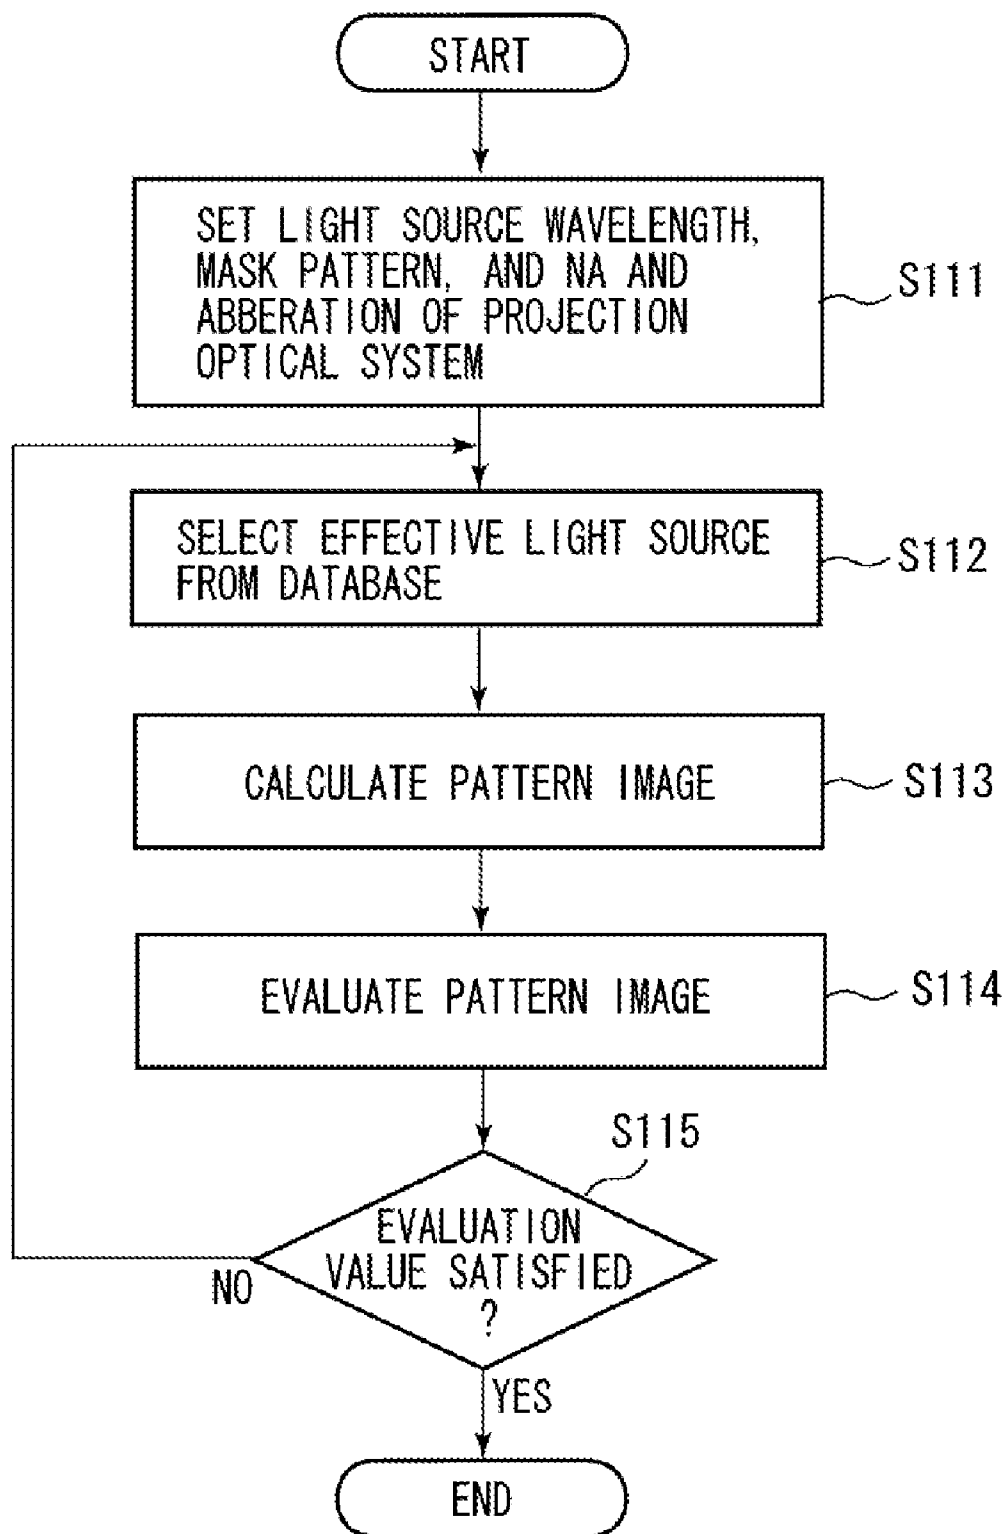 START
SET LIGHT SOURCE WAVELENGTH,
MASK PATTERN, AND NA AND
ABBERATION OF PROJECTION
OPTICAL SYSTEM
S111
SELECT EFFECTIVE LIGHT SOURCE
FROM DATABASE
S112
CALCULATE PATTERN IMAGE
S113
EVALUATE PATTERN IMAGE
S114
S115
EVALUATION
VALUE SATISFIED
?
NO
YES
END